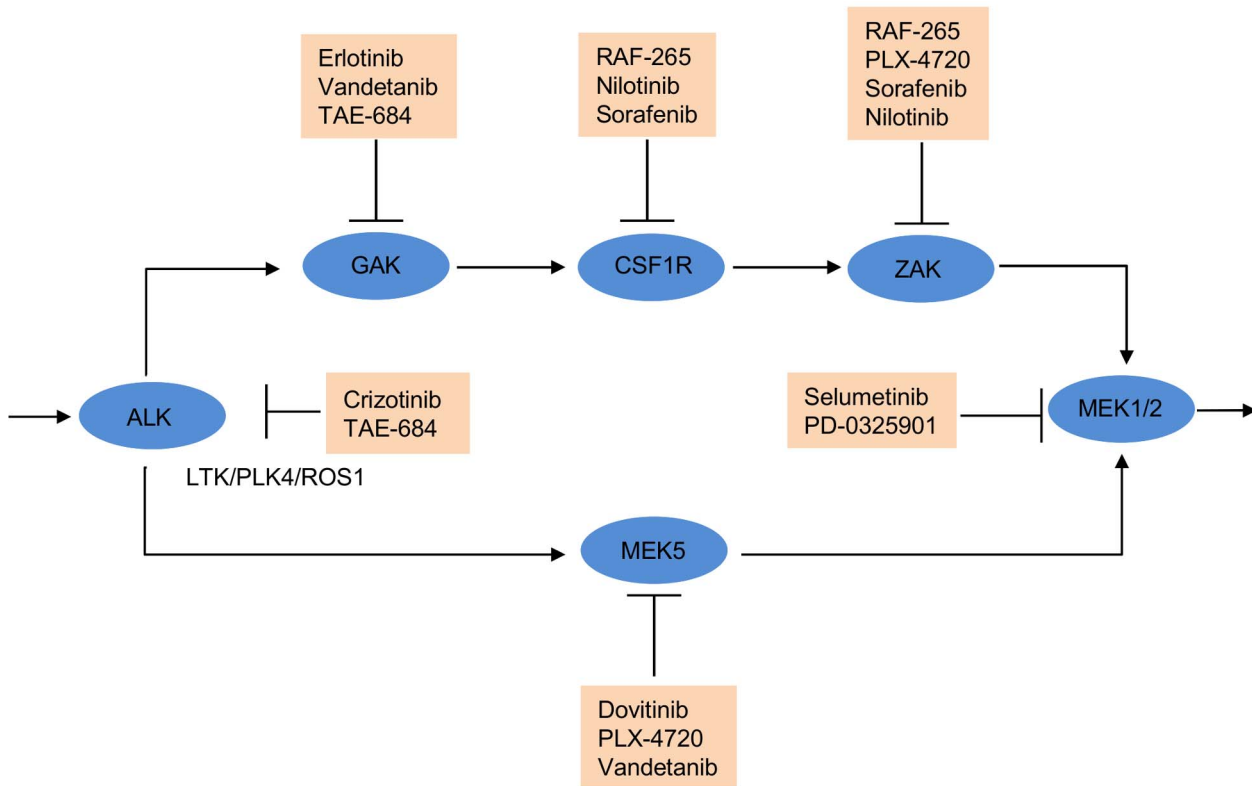 Erlotinib
Vandetanib
TAE-684
RAF-265
Nilotinib
Sorafenib
RAF-265
PLX-4720
Sorafenib
Nilotinib
GAK
CSF1R
ZAK
ALK
Crizotinib
TAE-684
LTK/PLK4/ROS1
Selumetinib
PD-0325901
MEK1/2
MEK5
Dovitinib
PLX-4720
Vandetanib